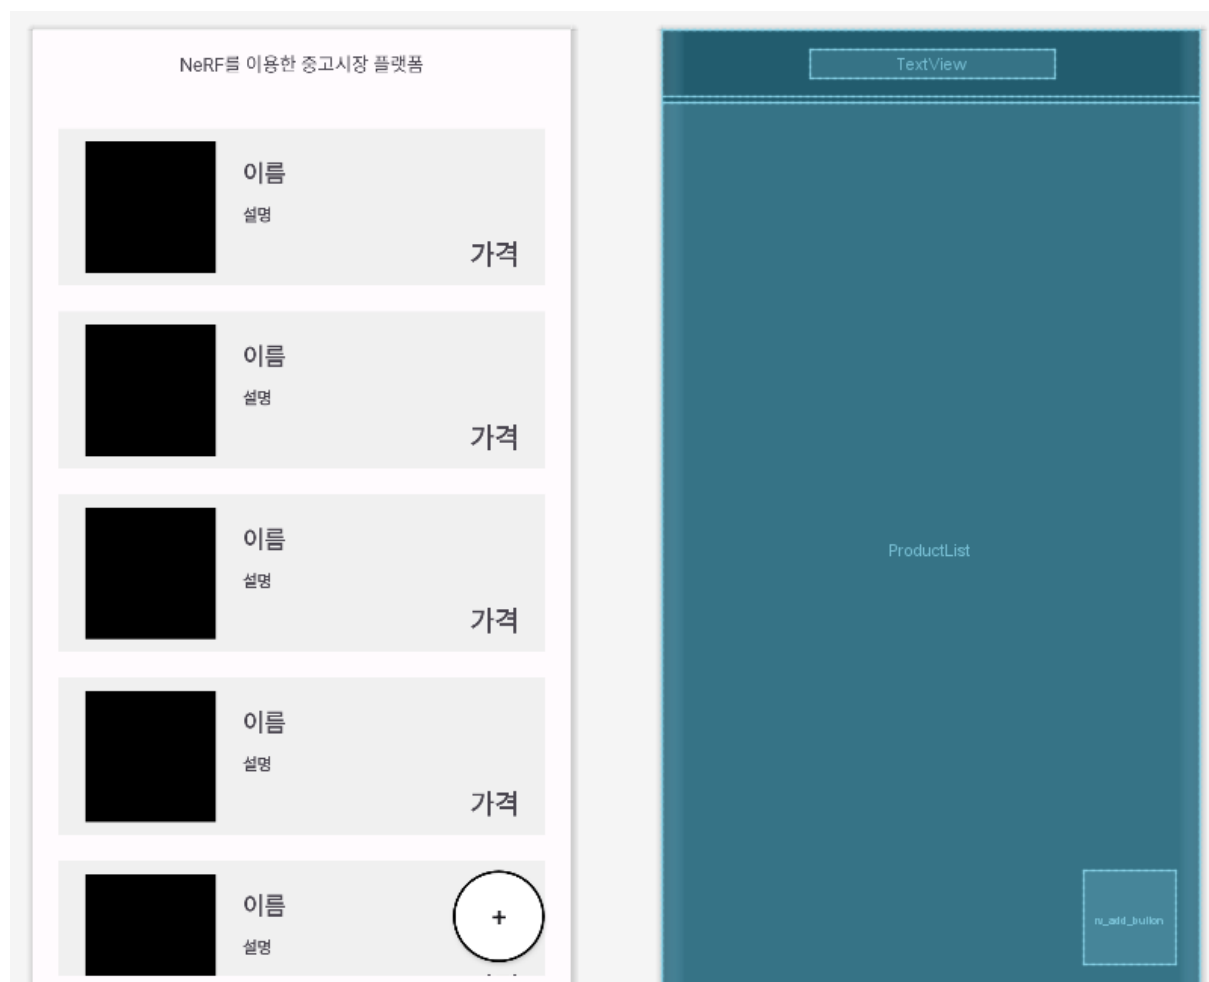 NeRF를 이용한 중고시장 플랫폼
이름
설명
가격
이름
설명
가격
이름
설명
가격
이름
설명
가격
이름
설명
+
TextView
ProductList
rv_add_button